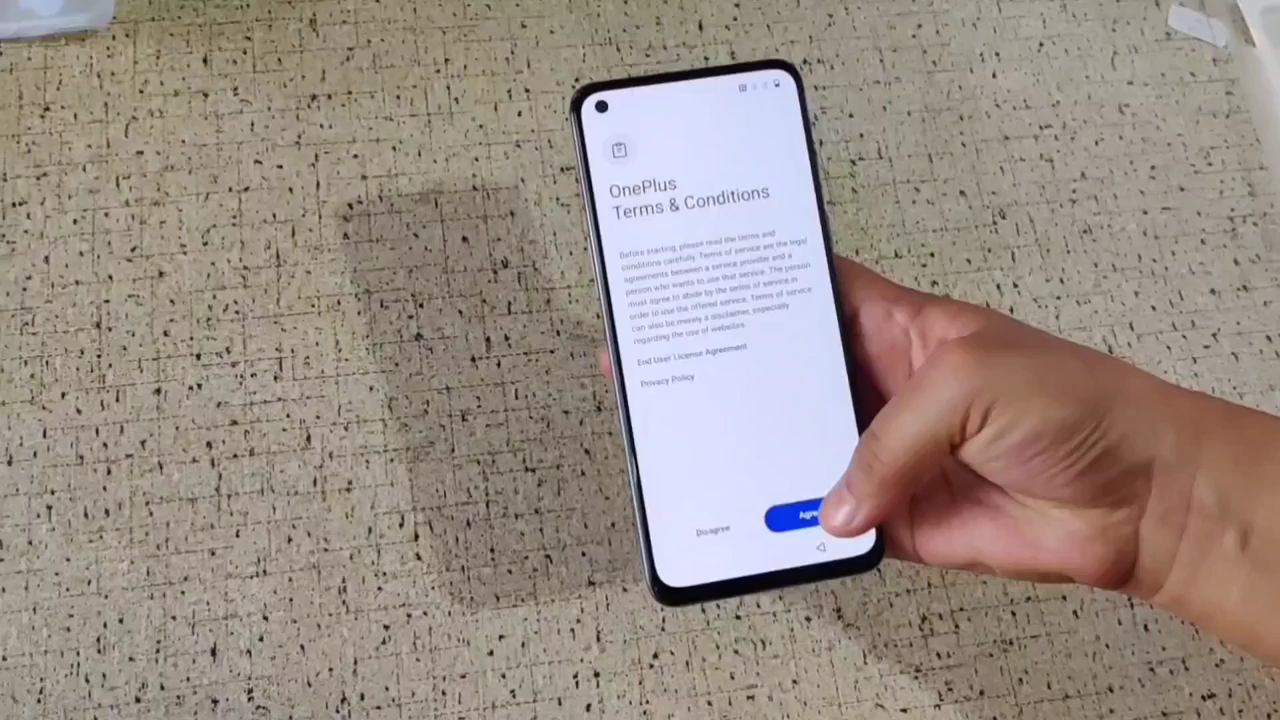 OnePlus
Terms & Conditions
Before starting, please read the terms and
conditions carefully. Terms of service are the legal
agreements between a service provider and a
person who wants to use that service. The person
must agree to abide by the terms of service in
order to use the offered service. Terms of service
can also be merely a disclaimer, especially
regarding the use of websites.
End User License Agreement
Privacy Policy
Disagree
Agre